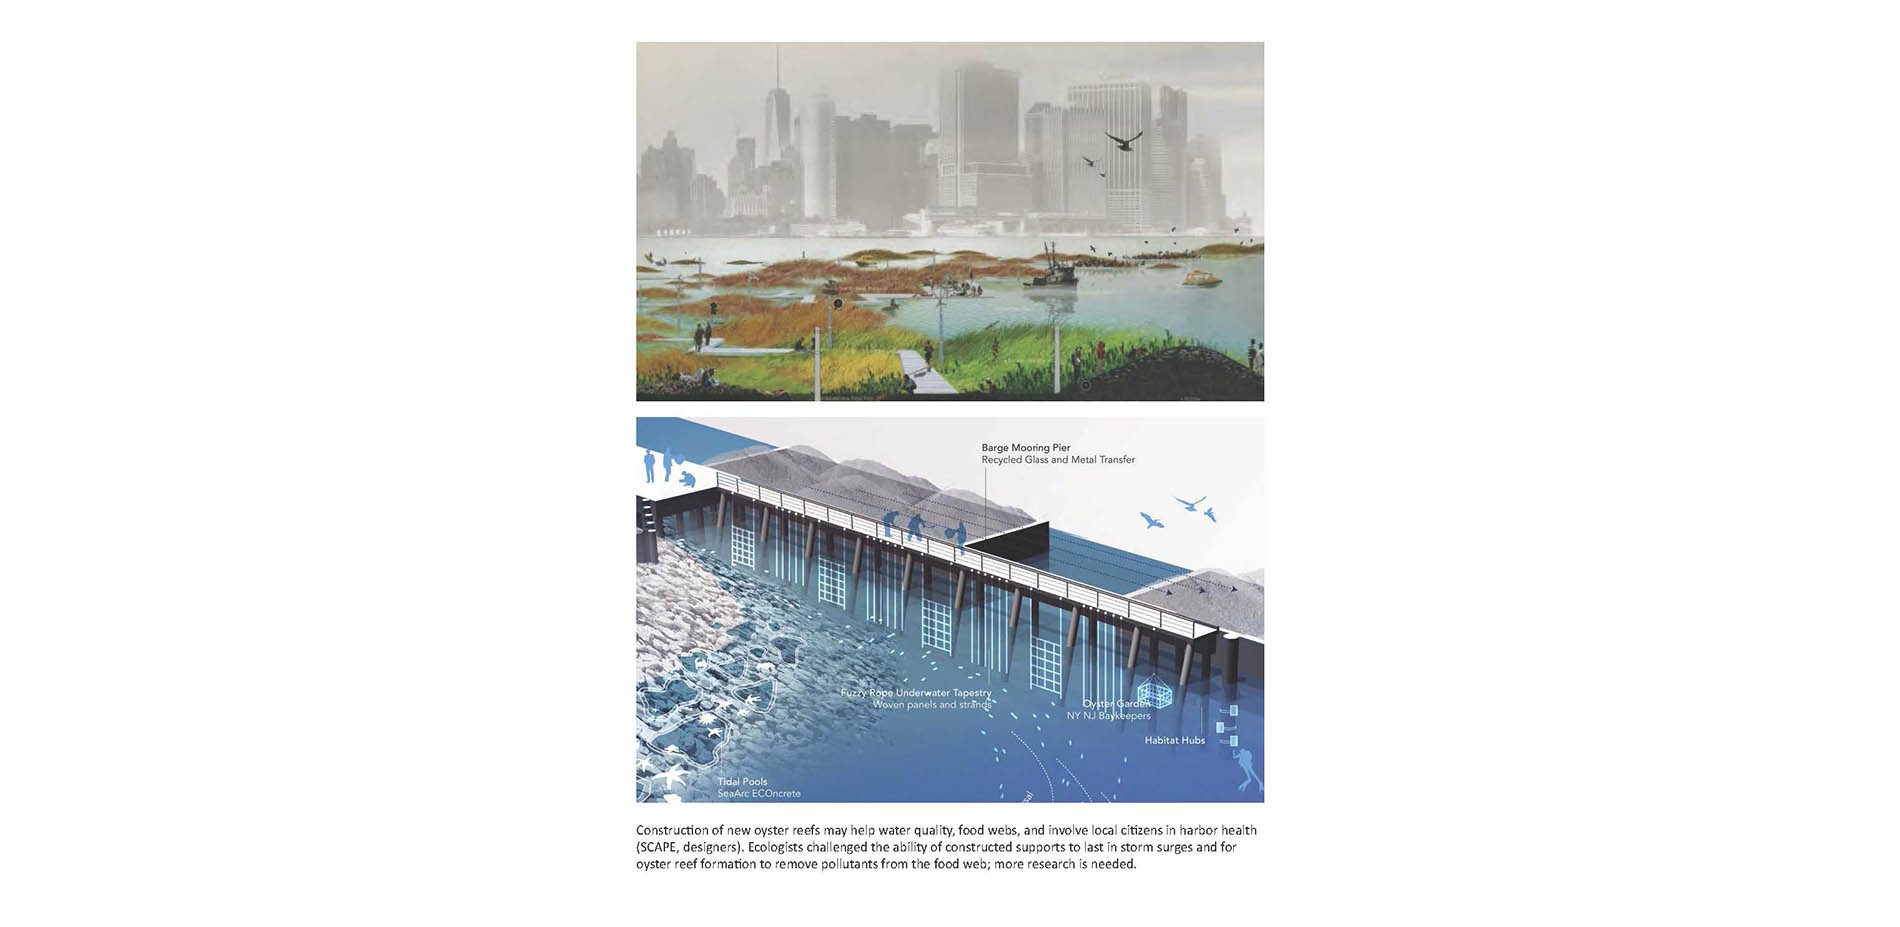 Barge Mooring Pier
Recycled Glass and Metal Transfer
Fuzzy Rope Underwater Tapestry
Woven panels and strands
Oyster Garden
NY NJ Baykeepers
Habitat Hubs
Tidal Pools
SeaArc ECOncrete
Construction of new oyster reefs may help water quality, food webs, and involve local citizens in harbor health
(SCAPE, designers). Ecologists challenged the ability of constructed supports to last in storm surges and for
oyster reef formation to remove pollutants from the food web; more research is needed.